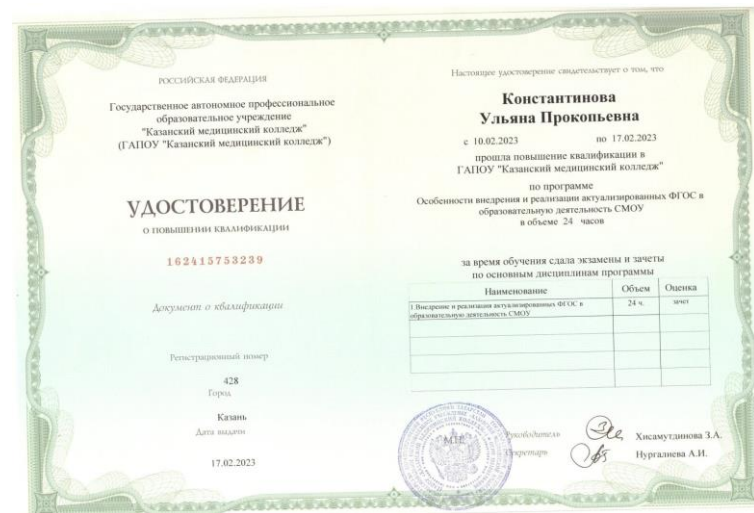 РОССИЙСКАЯ ФЕДЕРАЦИЯ
Государственное автономное профессиональное
образовательное учреждение
"Казанский медицинский колледж"
(ГАПОУ "Казанский медицинский колледж")
УДОСТОВЕРЕНИЕ
О ПОВЫШЕНИИ КВАЛИФИКАЦИИ
162415753239
Документ о квалификации
Регистрационный номер
428
Город
Казань
Дата выдачи
17.02.2023
Настоящее удостоверение свидетельствует о том, что
Константинова
Ульяна Прокопьевна
с 10.02.2023 по 17.02.2023
прошла повышение квалификации в
ГАПОУ "Казанский медицинский колледж"
по программе
Особенности внедрения и реализации актуализированных ФГОС в
образовательную деятельность СМОУ
в объеме 24 часов
за время обучения сдала экзамены и зачеты
по основным дисциплинам программы
Наименование Объем Оценка
1.Внедрение и реализация актуализированных ФГОС в 24 ч. зачет
образовательную деятельность СМОУ
М.П.
Руководитель Хисамутдинова З.А.
Секретарь Нургалиева А.И.